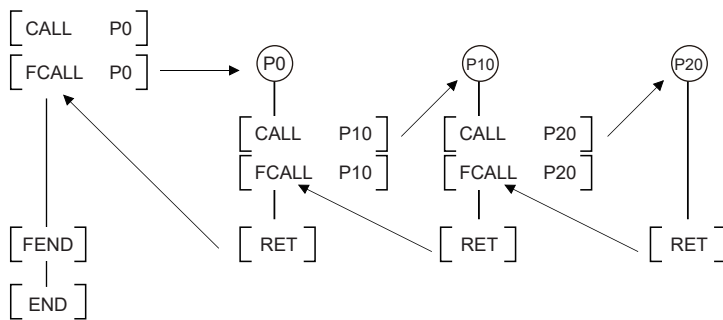 CALL P0
FCALL P0
P0
P10
P20
CALL P10
CALL P20
FCALL P10
FCALL P20
FEND
RET
RET
RET
END